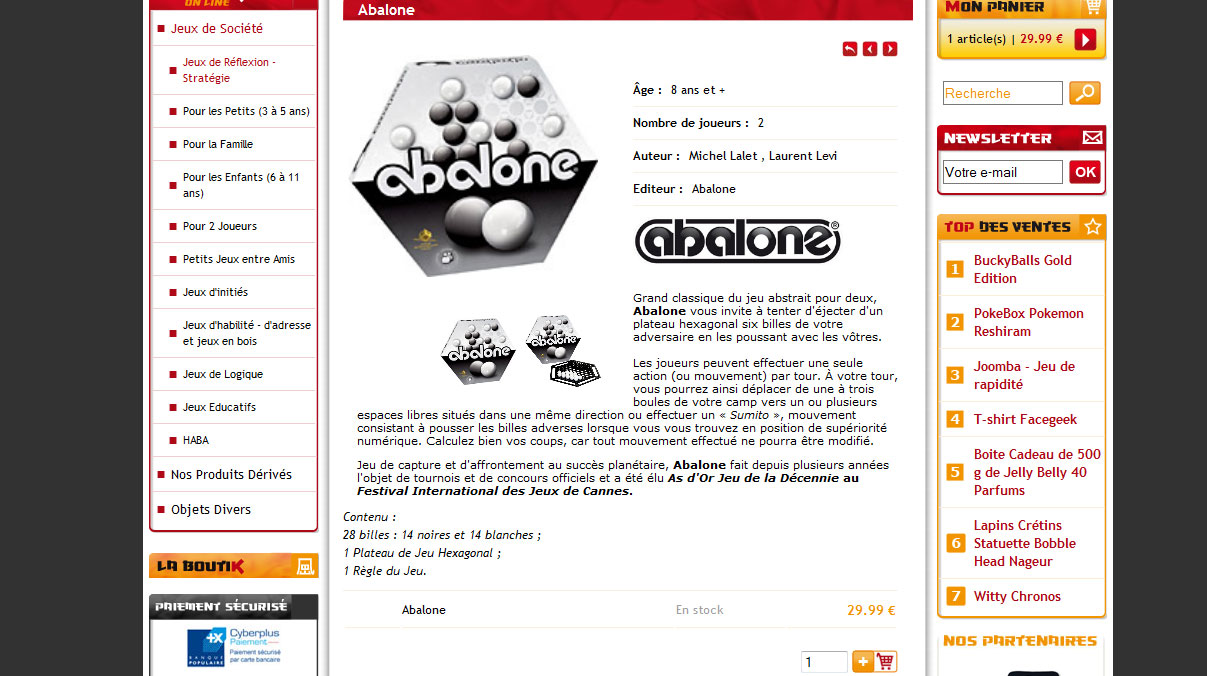 ON LINE
Jeux de Société
Jeux de Réflexion -
Stratégie
Pour les Petits (3 à 5 ans)
Pour la Famille
Pour les Enfants (6 à 11
ans)
Pour 2 Joueurs
Petits Jeux entre Amis
Jeux d'initiés
Jeux d'habilité - d'adresse
et jeux en bois
Jeux de Logique
Jeux Educatifs
HABA
Nos Produits Dérivés
Objets Divers
LA BOUTIK
PAIEMENT SÉCURISÉ
+X
BANQUE
POPULAIRE
Cyberplus
Paiement
Paiement sécurisé
par carte bancaire
Abalone
abalone
abalone
abalone
Âge : 8 ans et +
Nombre de joueurs : 2
Auteur : Michel Lalet , Laurent Levi
Editeur : Abalone
abalone®
Grand classique du jeu abstrait pour deux,
Abalone vous invite à tenter d'éjecter d'un
plateau hexagonal six billes de votre
adversaire en les poussant avec les vôtres.
Les joueurs peuvent effectuer une seule
action (ou mouvement) par tour. À votre tour,
vous pourrez ainsi déplacer de une à trois
boules de votre camp vers un ou plusieurs
espaces libres situés dans une même direction ou effectuer un « Sumito », mouvement
consistant à pousser les billes adverses lorsque vous vous trouvez en position de supériorité
numérique. Calculez bien vos coups, car tout mouvement effectué ne pourra être modifié.
Jeu de capture et d'affrontement au succès planétaire, Abalone fait depuis plusieurs années
l'objet de tournois et de concours officiels et a été élu As d'Or Jeu de la Décennie au
Festival International des Jeux de Cannes.
Contenu :
28 billes : 14 noires et 14 blanches ;
1 Plateau de Jeu Hexagonal ;
1 Règle du Jeu.
Abalone En stock 29.99 €
1 +
MON PANIER
1 article(s) | 29.99 €
Recherche
NEWSLETTER
Votre e-mail OK
TOP DES VENTES
1 BuckyBalls Gold
Edition
2 PokeBox Pokemon
Reshiram
3 Joomba - Jeu de
rapidité
4 T-shirt Facegeek
5 Boite Cadeau de 500
g de Jelly Belly 40
Parfums
6 Lapins Crétins
Statuette Bobble
Head Nageur
7 Witty Chronos
NOS PARTENAIRES